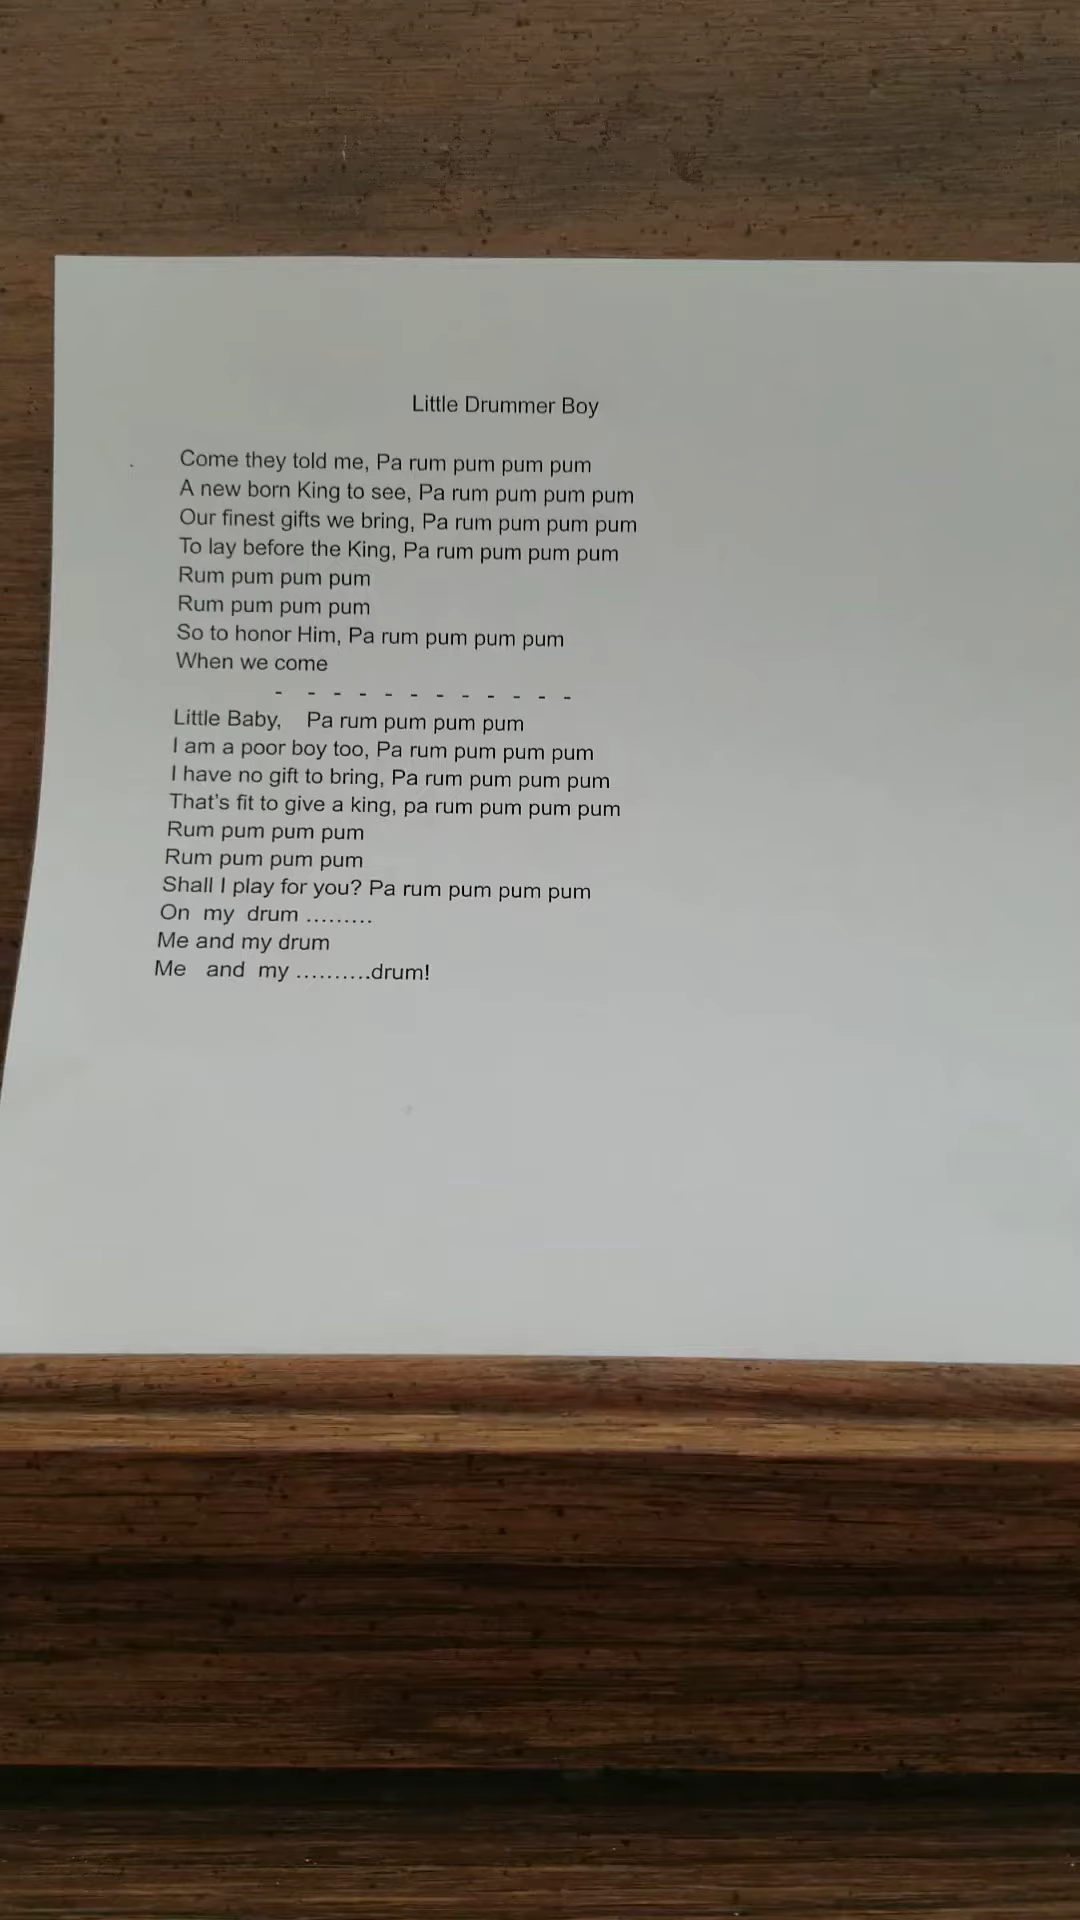 Little Drummer Boy
Come they told me, Pa rum pum pum pum
A new born King to see, Pa rum pum pum pum
Our finest gifts we bring, Pa rum pum pum pum
To lay before the King, Pa rum pum pum pum
Rum pum pum pum
Rum pum pum pum
So to honor Him, Pa rum pum pum pum
When we come
- - - - - - - - - - - -
Little Baby, Pa rum pum pum pum
I am a poor boy too, Pa rum pum pum pum
I have no gift to bring, Pa rum pum pum pum
That's fit to give a king, pa rum pum pum pum
Rum pum pum pum
Rum pum pum pum
Shall I play for you? Pa rum pum pum pum
On my drum .........
Me and my drum
Me and my ..........drum!